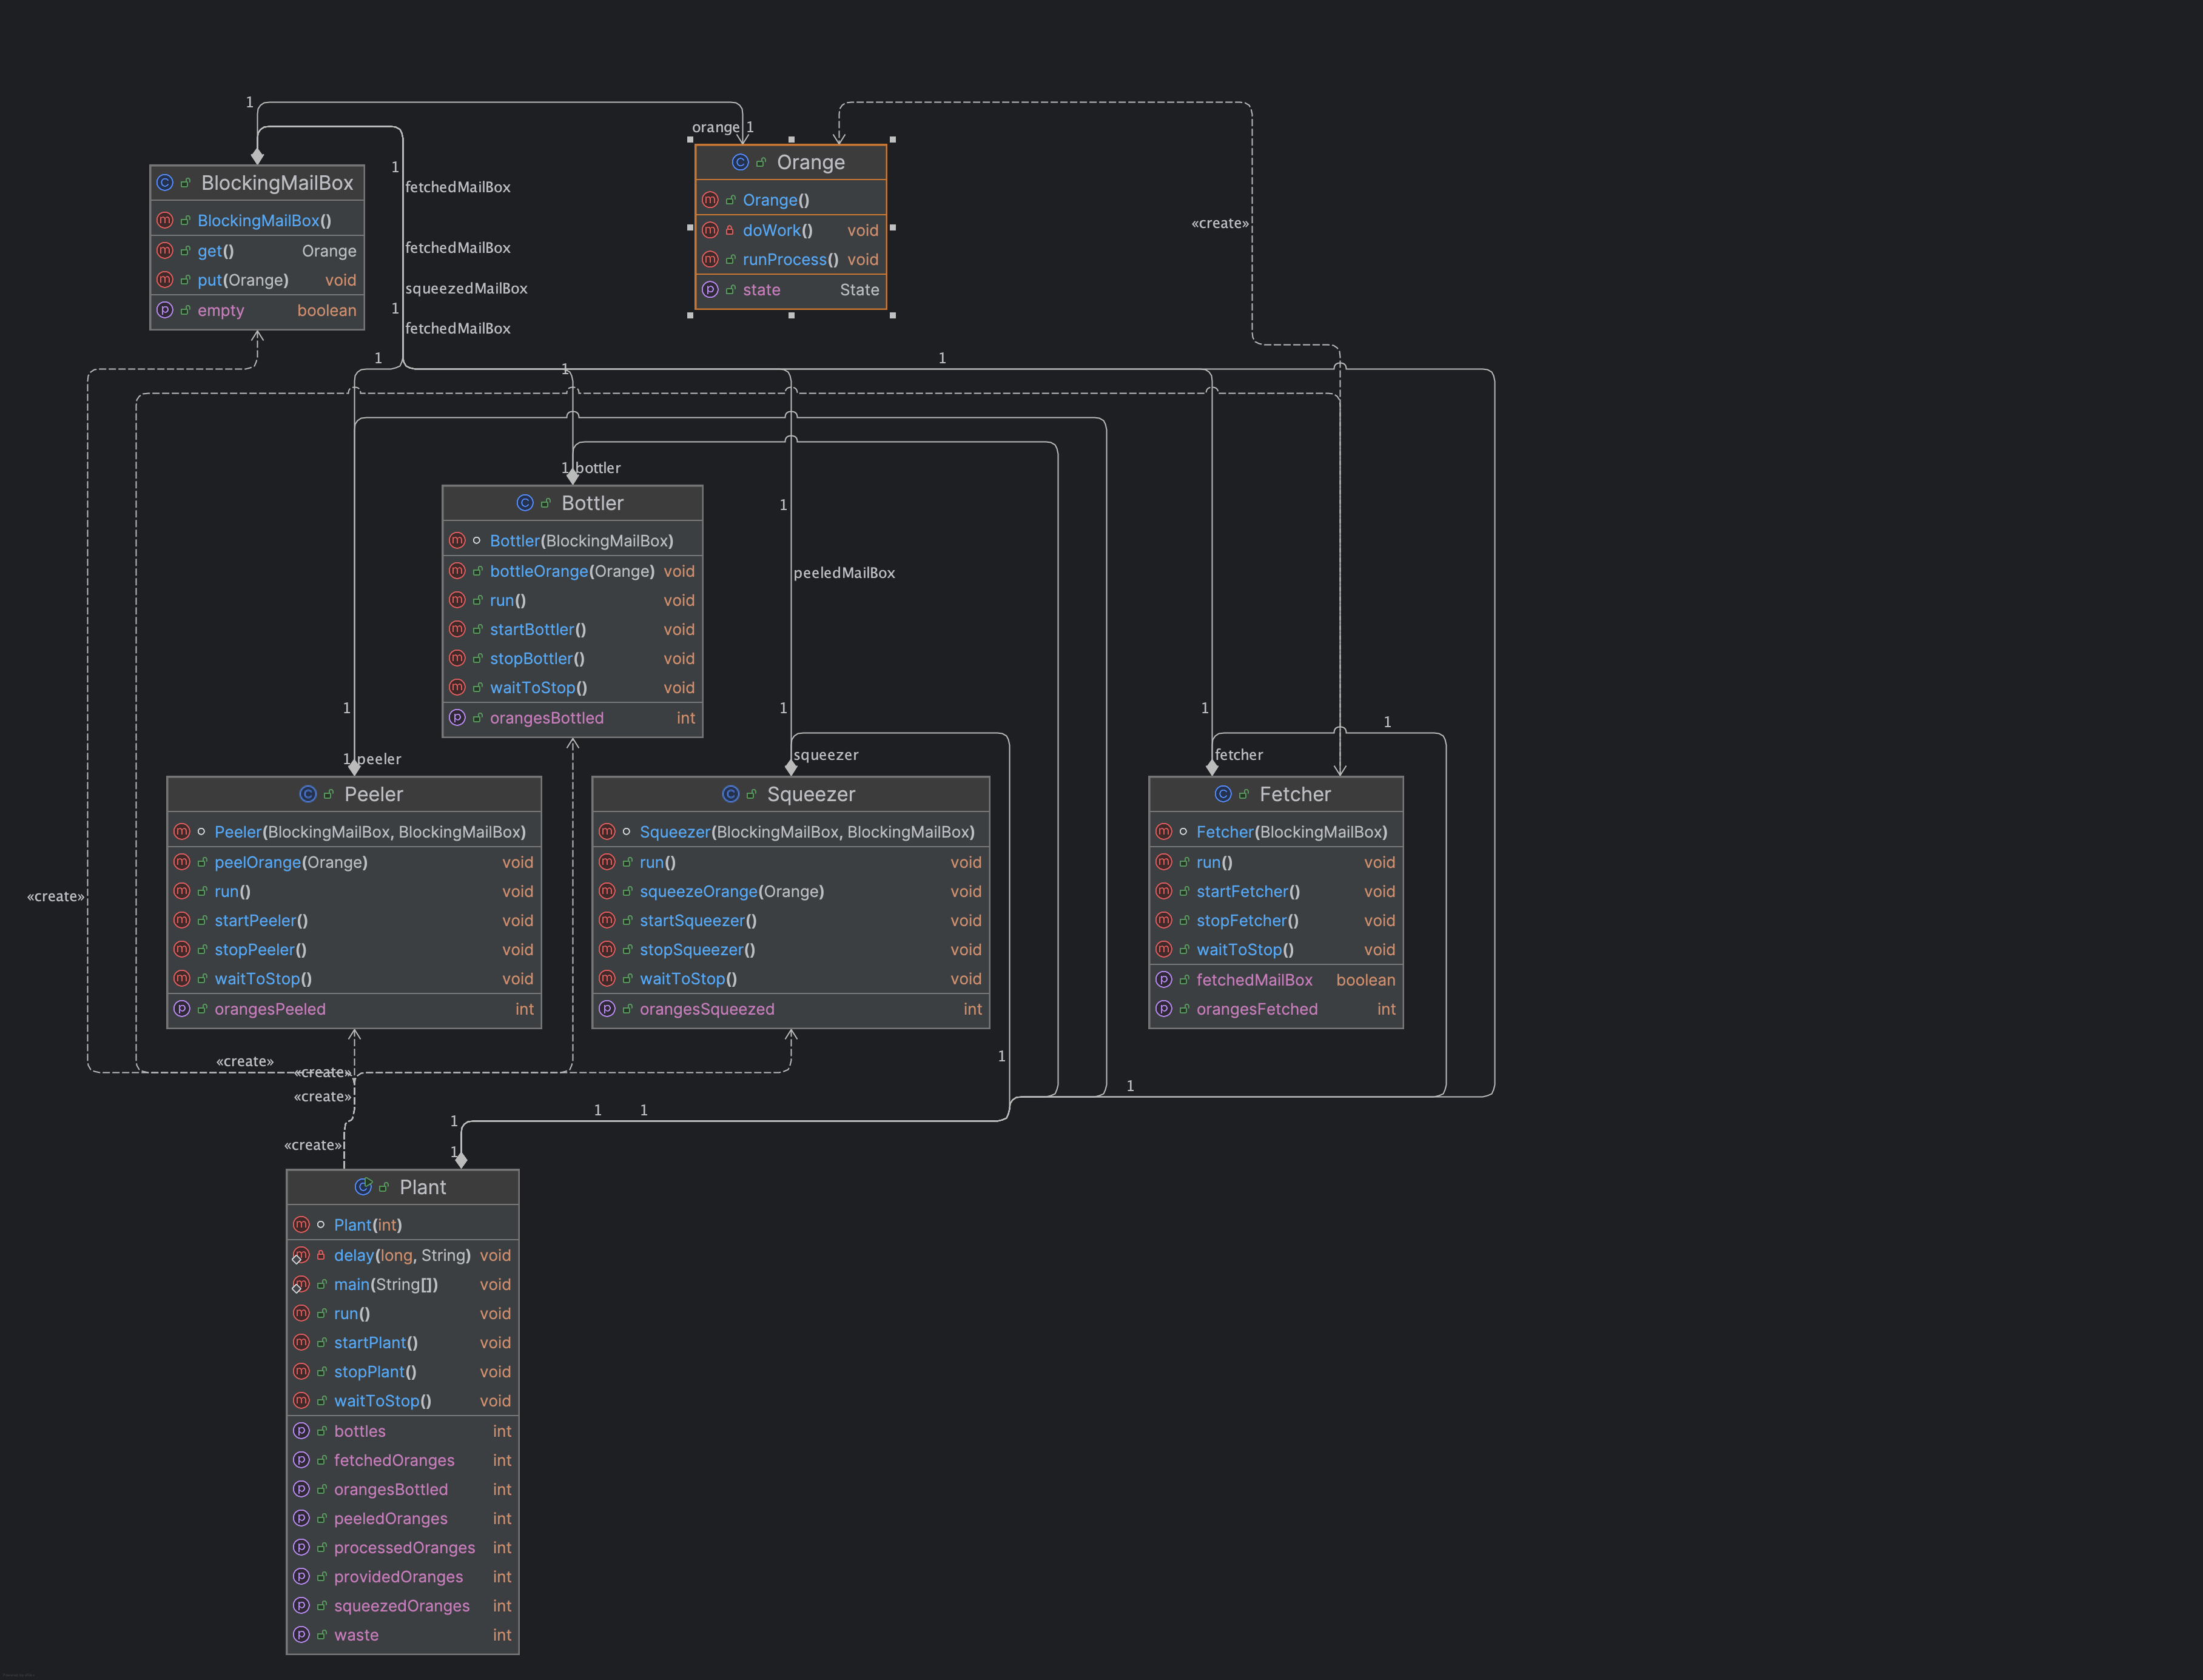 1
orange 1
1
fetchedMailBox
fetchedMailBox
squeezedMailBox
1
fetchedMailBox
«create»
BlockingMailBox
BlockingMailBox()
get() Orange
put(Orange) void
empty boolean
Orange
Orange()
doWork() void
runProcess() void
state State
1
1
1
1 bottler
Bottler
Bottler(BlockingMailBox)
bottleOrange(Orange) void
run() void
startBottler() void
stopBottler() void
waitToStop() void
orangesBottled int
1
peeledMailBox
1
1
1
1
1 peeler
squeezer
fetcher
Peeler
Peeler(BlockingMailBox, BlockingMailBox)
peelOrange(Orange) void
run() void
startPeeler() void
stopPeeler() void
waitToStop() void
orangesPeeled int
Squeezer
Squeezer(BlockingMailBox, BlockingMailBox)
run() void
squeezeOrange(Orange) void
startSqueezer() void
stopSqueezer() void
waitToStop() void
orangesSqueezed int
Fetcher
Fetcher(BlockingMailBox)
run() void
startFetcher() void
stopFetcher() void
waitToStop() void
fetchedMailBox boolean
orangesFetched int
«create»
«create»
«create»
«create»
«create»
1
1
1
1
1
1
Plant
Plant(int)
delay(long, String) void
main(String[]) void
run() void
startPlant() void
stopPlant() void
waitToStop() void
bottles int
fetchedOranges int
orangesBottled int
peeledOranges int
processedOranges int
providedOranges int
squeezedOranges int
waste int